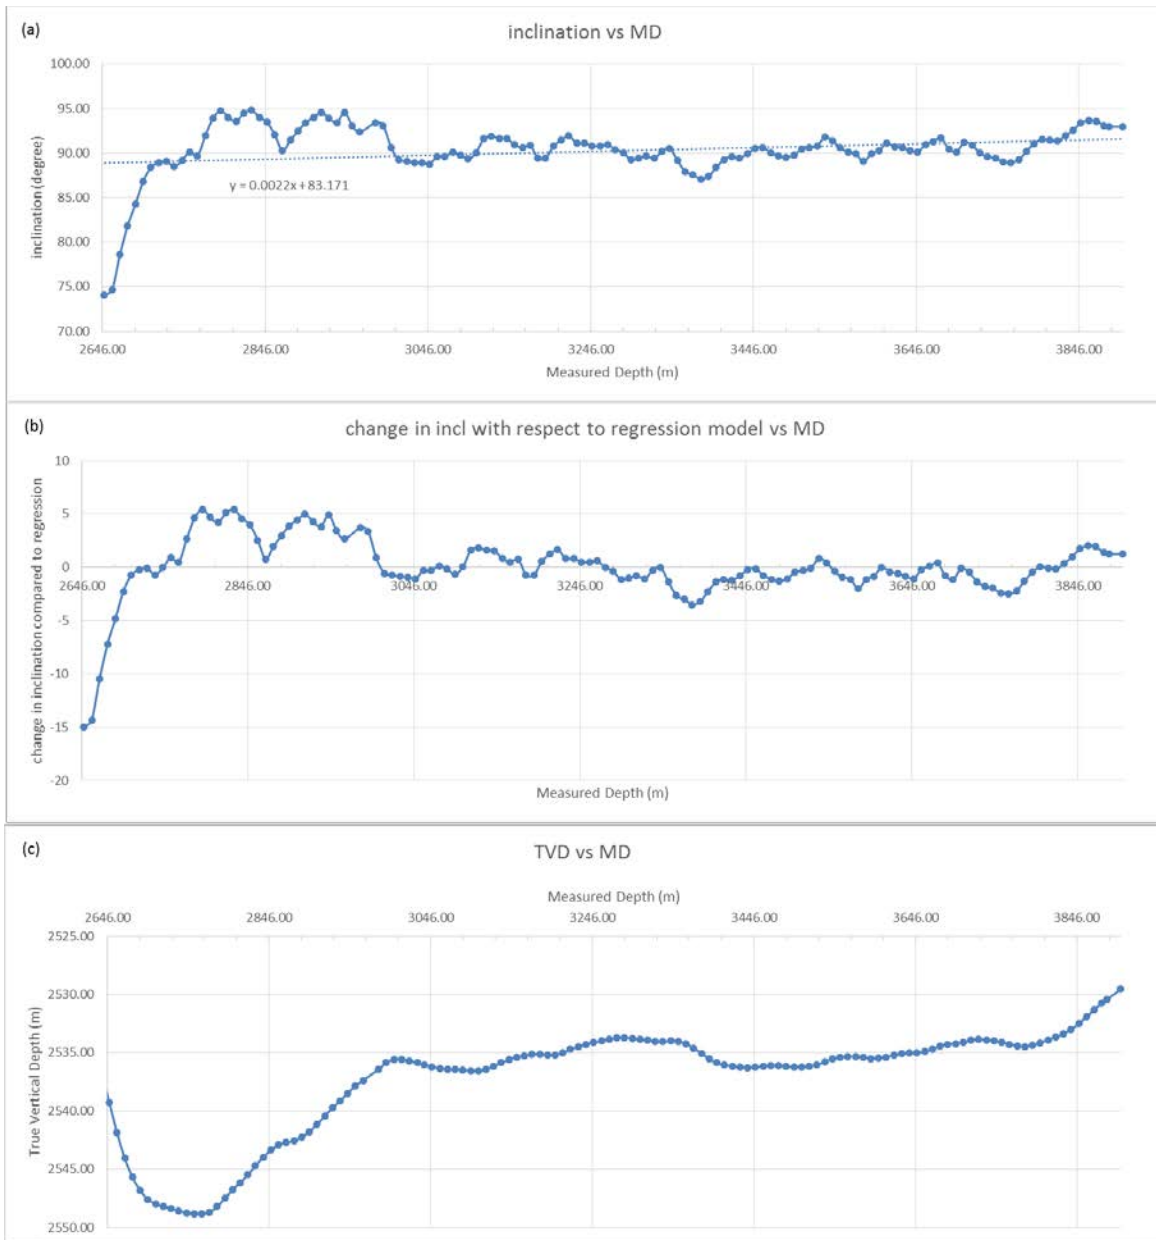 (a)
inclination vs MD
inclination (degree)
100.00
95.00
90.00
85.00
80.00
75.00
70.00
y = 0.0022x + 83.171
2646.00 2846.00 3046.00 3246.00 3446.00 3646.00 3846.00
Measured Depth (m)
(b)
change in incl with respect to regression model vs MD
change in inclination compared to regression
10
5
0
2646.00 2846.00 3046.00 3246.00 3446.00 3646.00 3846.00
-5
-10
-15
-20
Measured Depth (m)
(c)
TVD vs MD
Measured Depth (m)
2646.00 2846.00 3046.00 3246.00 3446.00 3646.00 3846.00
True Vertical Depth (m)
2525.00
2530.00
2535.00
2540.00
2545.00
2550.00